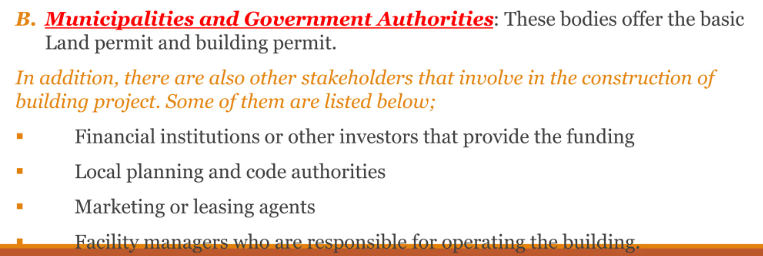 B. Municipalities and Government Authorities: These bodies offer the basic
Land permit and building permit.
In addition, there are also other stakeholders that involve in the construction of
building project. Some of them are listed below;
▪ Financial institutions or other investors that provide the funding
▪ Local planning and code authorities
▪ Marketing or leasing agents
▪ Facility managers who are responsible for operating the building.